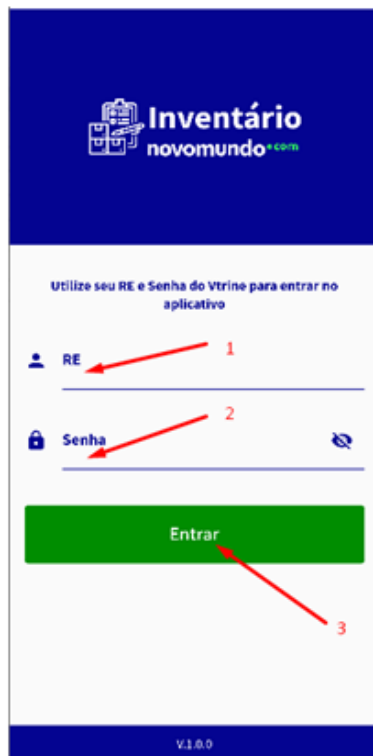 Inventário
novomundo.com
Utilize seu RE e Senha do Vtrine para entrar no
aplicativo
1
RE
2
Senha
Entrar
3
V.1.0.0